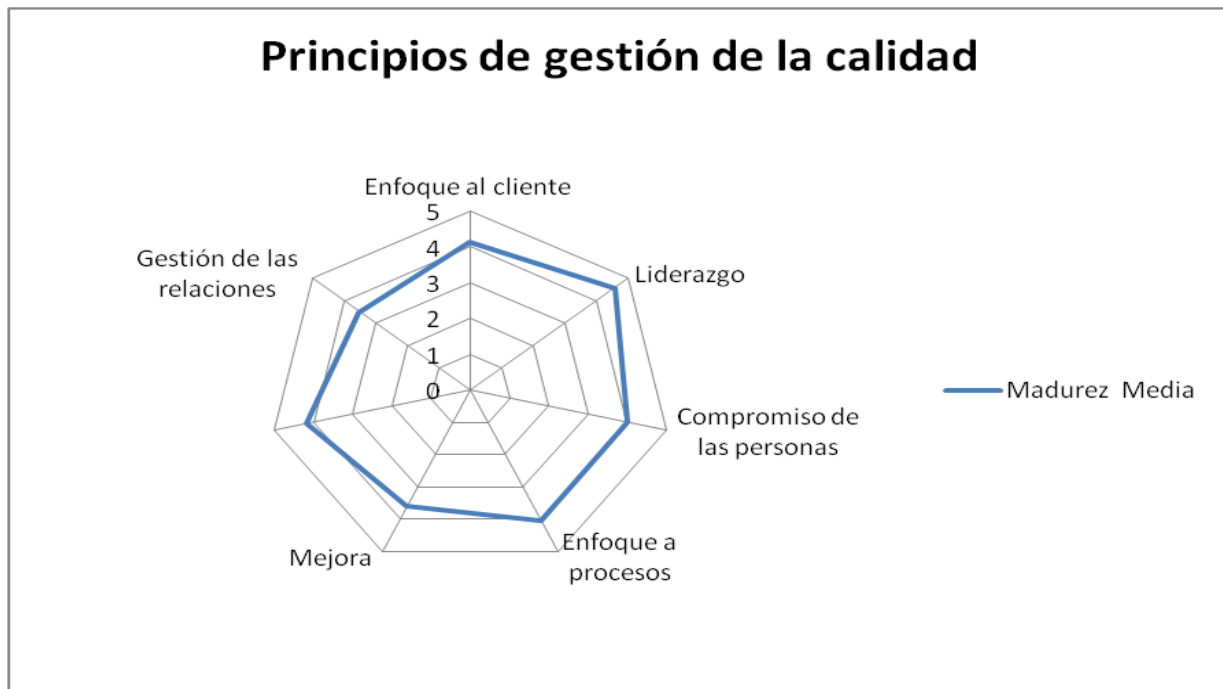 Principios de gestión de la calidad
Enfoque al cliente
5
4
3
2
1
0
Liderazgo
Compromiso de
las personas
Enfoque a
procesos
Mejora
Gestión de las
relaciones
Madurez Media